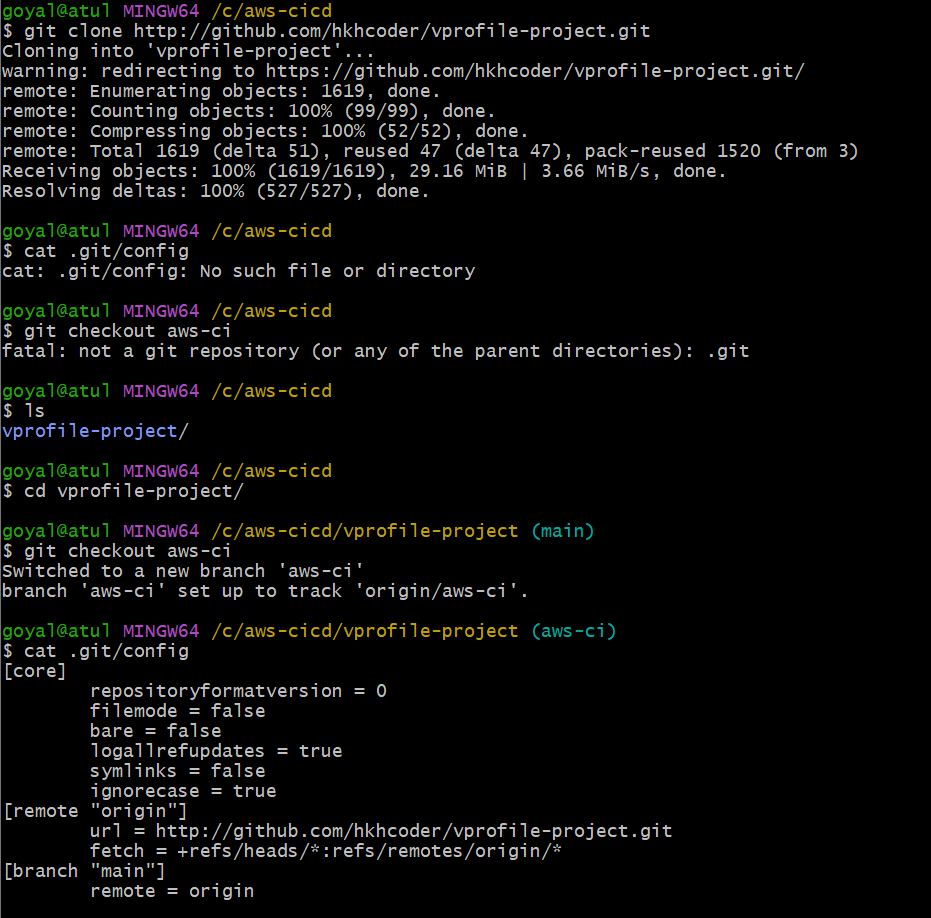 goyal@atul MINGW64 /c/aws-cicd
$ git clone http://github.com/hkhcoder/vprofile-project.git
Cloning into 'vprofile-project'...
warning: redirecting to https://github.com/hkhcoder/vprofile-project.git/
remote: Enumerating objects: 1619, done.
remote: Counting objects: 100% (99/99), done.
remote: Compressing objects: 100% (52/52), done.
remote: Total 1619 (delta 51), reused 47 (delta 47), pack-reused 1520 (from 3)
Receiving objects: 100% (1619/1619), 29.16 MiB | 3.66 MiB/s, done.
Resolving deltas: 100% (527/527), done.

goyal@atul MINGW64 /c/aws-cicd
$ cat .git/config
cat: .git/config: No such file or directory

goyal@atul MINGW64 /c/aws-cicd
$ git checkout aws-ci
fatal: not a git repository (or any of the parent directories): .git

goyal@atul MINGW64 /c/aws-cicd
$ ls
vprofile-project/

goyal@atul MINGW64 /c/aws-cicd
$ cd vprofile-project/

goyal@atul MINGW64 /c/aws-cicd/vprofile-project (main)
$ git checkout aws-ci
Switched to a new branch 'aws-ci'
branch 'aws-ci' set up to track 'origin/aws-ci'.

goyal@atul MINGW64 /c/aws-cicd/vprofile-project (aws-ci)
$ cat .git/config
[core]
        repositoryformatversion = 0
        filemode = false
        bare = false
        logallrefupdates = true
        symlinks = false
        ignorecase = true
[remote "origin"]
        url = http://github.com/hkhcoder/vprofile-project.git
        fetch = +refs/heads/*:refs/remotes/origin/*
[branch "main"]
        remote = origin